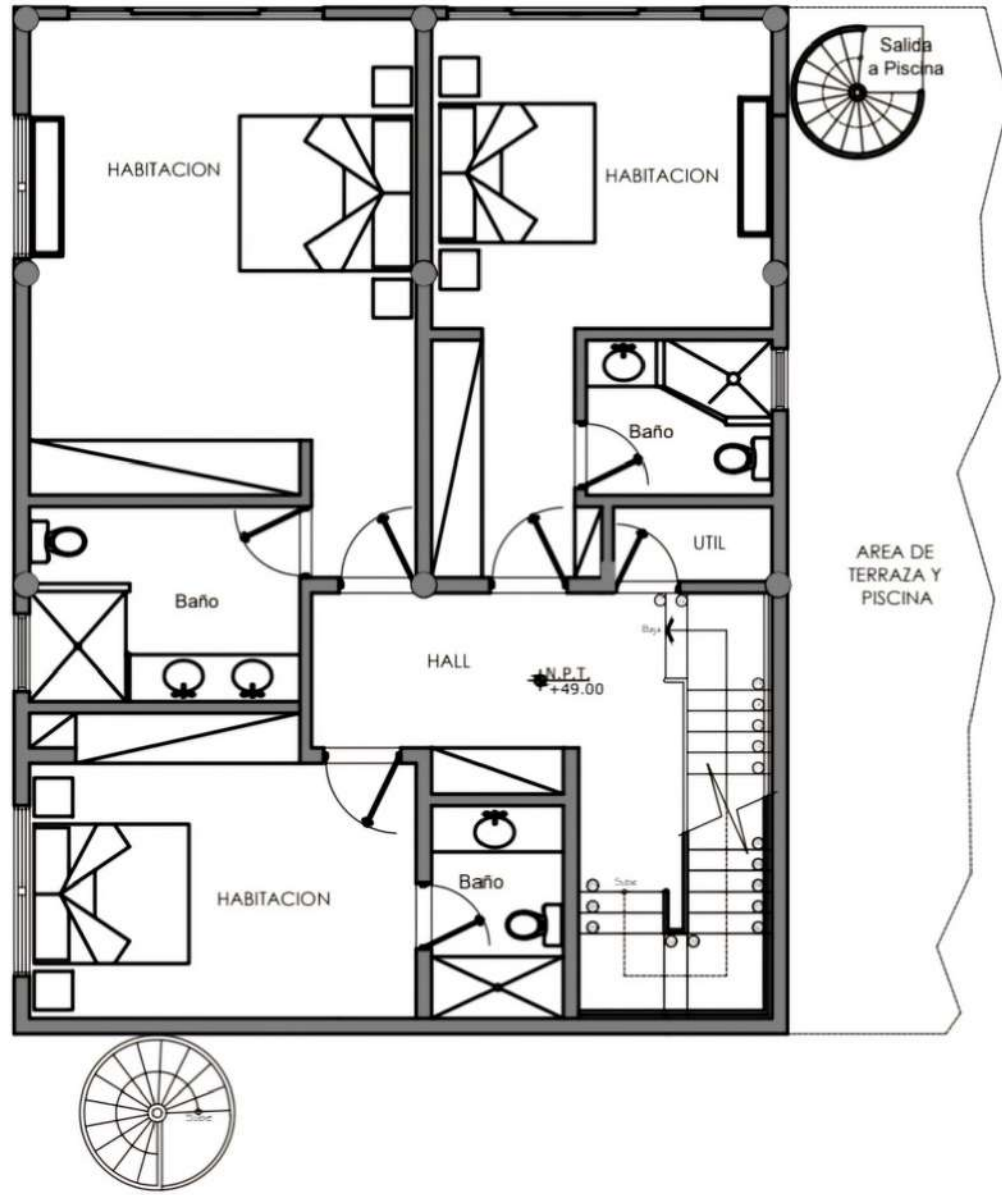 Salida
a Piscina
HABITACION
HABITACION
Baño
UTIL
AREA DE
TERRAZA Y
PISCINA
Baño
Baja
HALL
N.P.T.
+49.00
Baño
Sube
HABITACION
Sube